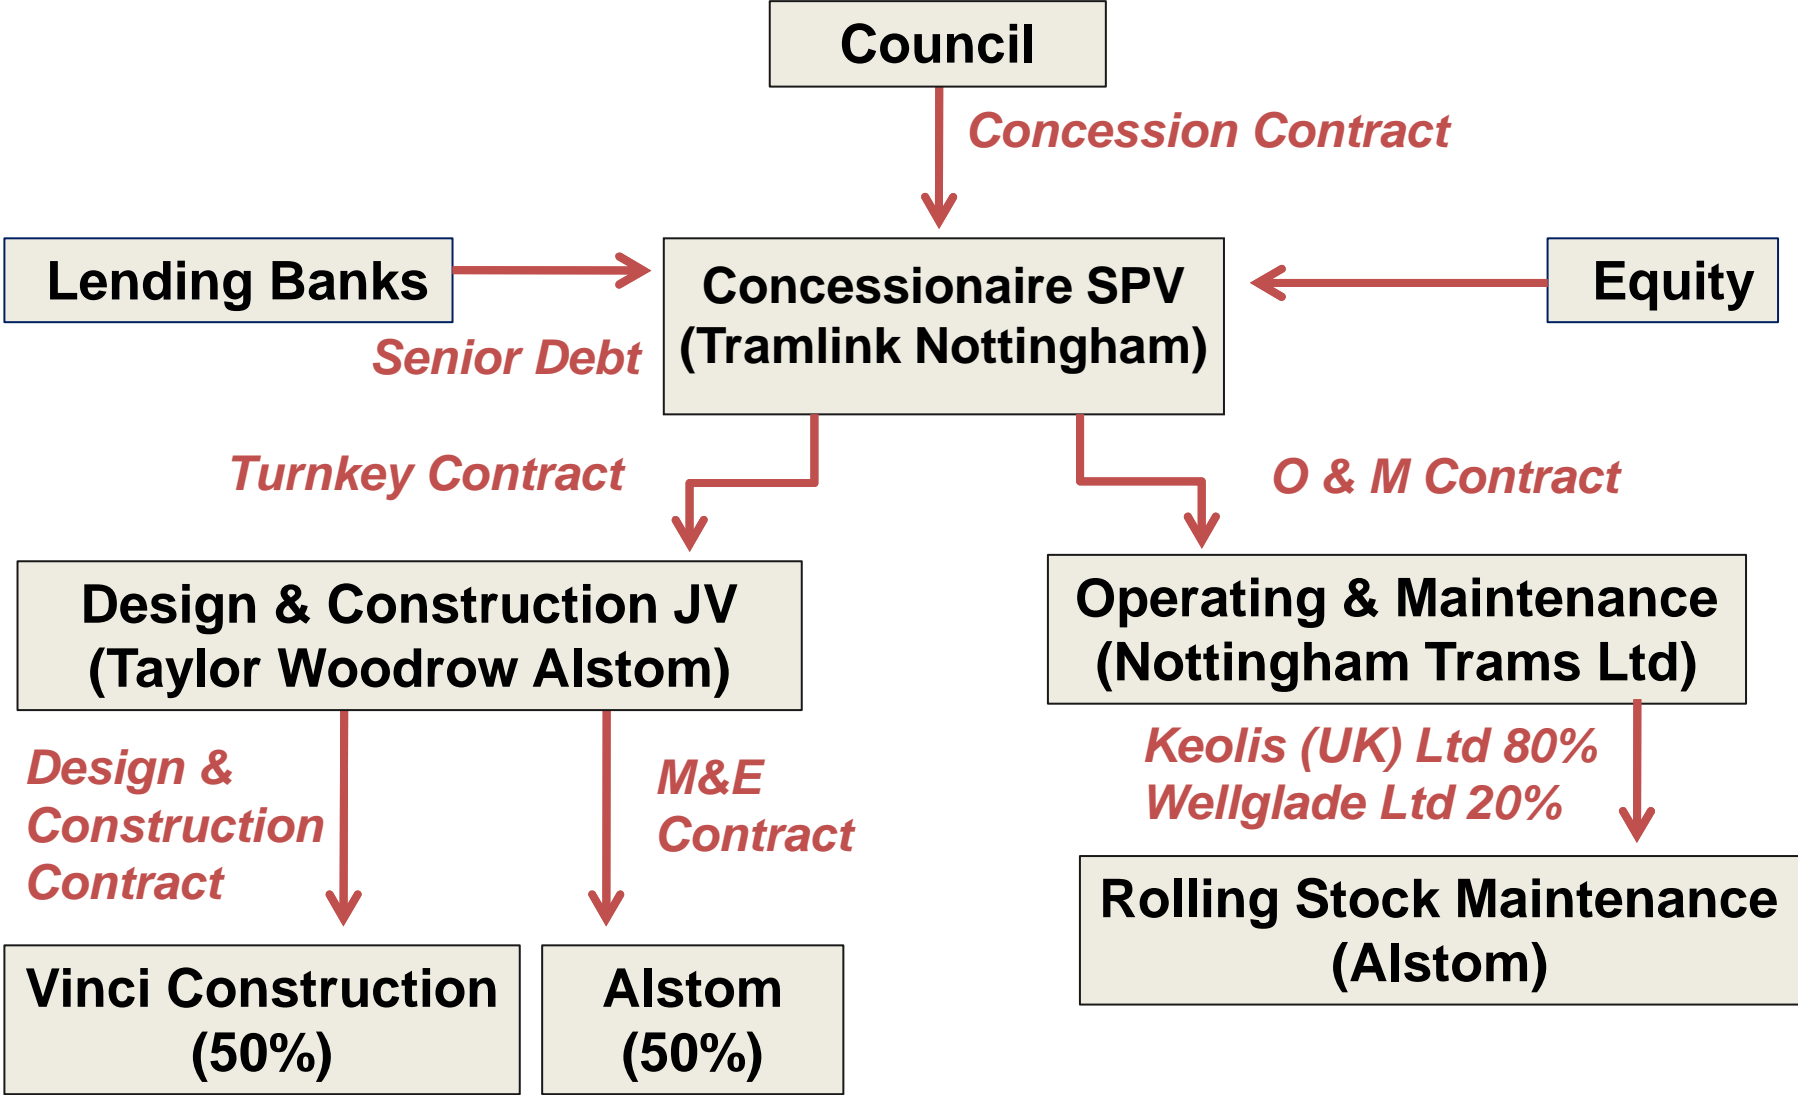 Council
Concession Contract
Lending Banks
Concessionaire SPV
(Tramlink Nottingham)
Equity
Senior Debt
Turnkey Contract
O & M Contract
Design & Construction JV
(Taylor Woodrow Alstom)
Operating & Maintenance
(Nottingham Trams Ltd)
Design &
Construction
Contract
M&E
Contract
Keolis (UK) Ltd 80%
Wellglade Ltd 20%
Vinci Construction
(50%)
Alstom
(50%)
Rolling Stock Maintenance
(Alstom)